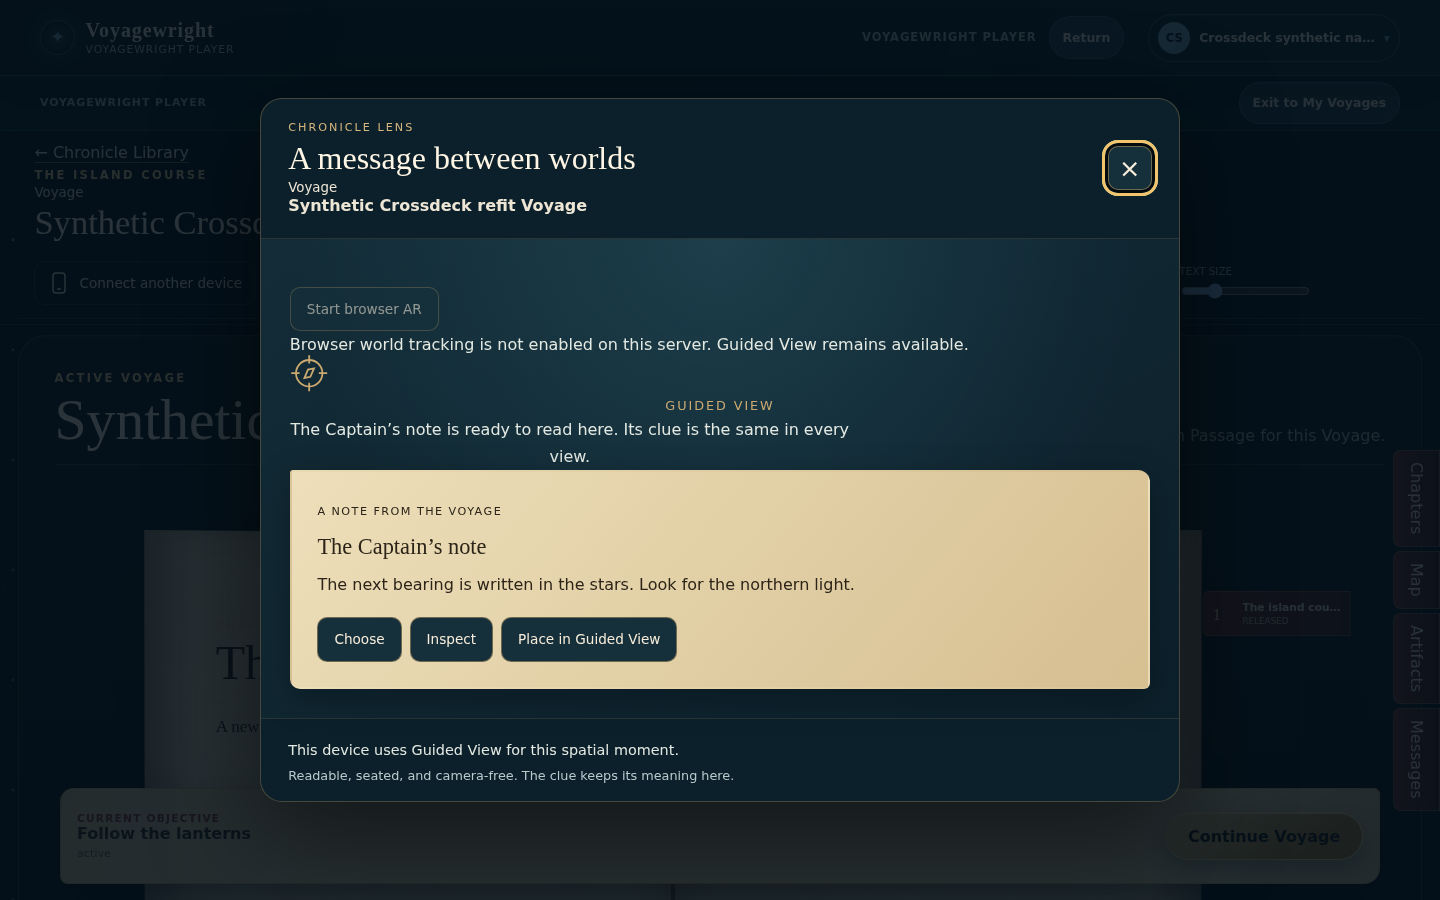 Voyagewright
VOYAGEWRIGHT PLAYER
VOYAGEWRIGHT PLAYER
Return
CS
Crossdeck synthetic na…
VOYAGEWRIGHT PLAYER
Exit to My Voyages
← Chronicle Library
THE ISLAND COURSE
Voyage
Synthetic
Connect another device
TEXT SIZE
CHRONICLE LENS
A message between worlds
Voyage
Synthetic Crossdeck refit Voyage
×
Start browser AR
Browser world tracking is not enabled on this server. Guided View remains available.
GUIDED VIEW
The Captain’s note is ready to read here. Its clue is the same in every
view.
A NOTE FROM THE VOYAGE
The Captain’s note
The next bearing is written in the stars. Look for the northern light.
Choose
Inspect
Place in Guided View
This device uses Guided View for this spatial moment.
Readable, seated, and camera-free. The clue keeps its meaning here.
ACTIVE VOYAGE
Synthetic
Passage for this Voyage.
A new
1
The island cou…
RELEASED
Chapters
Map
Artifacts
Messages
CURRENT OBJECTIVE
Follow the lanterns
active
Continue Voyage